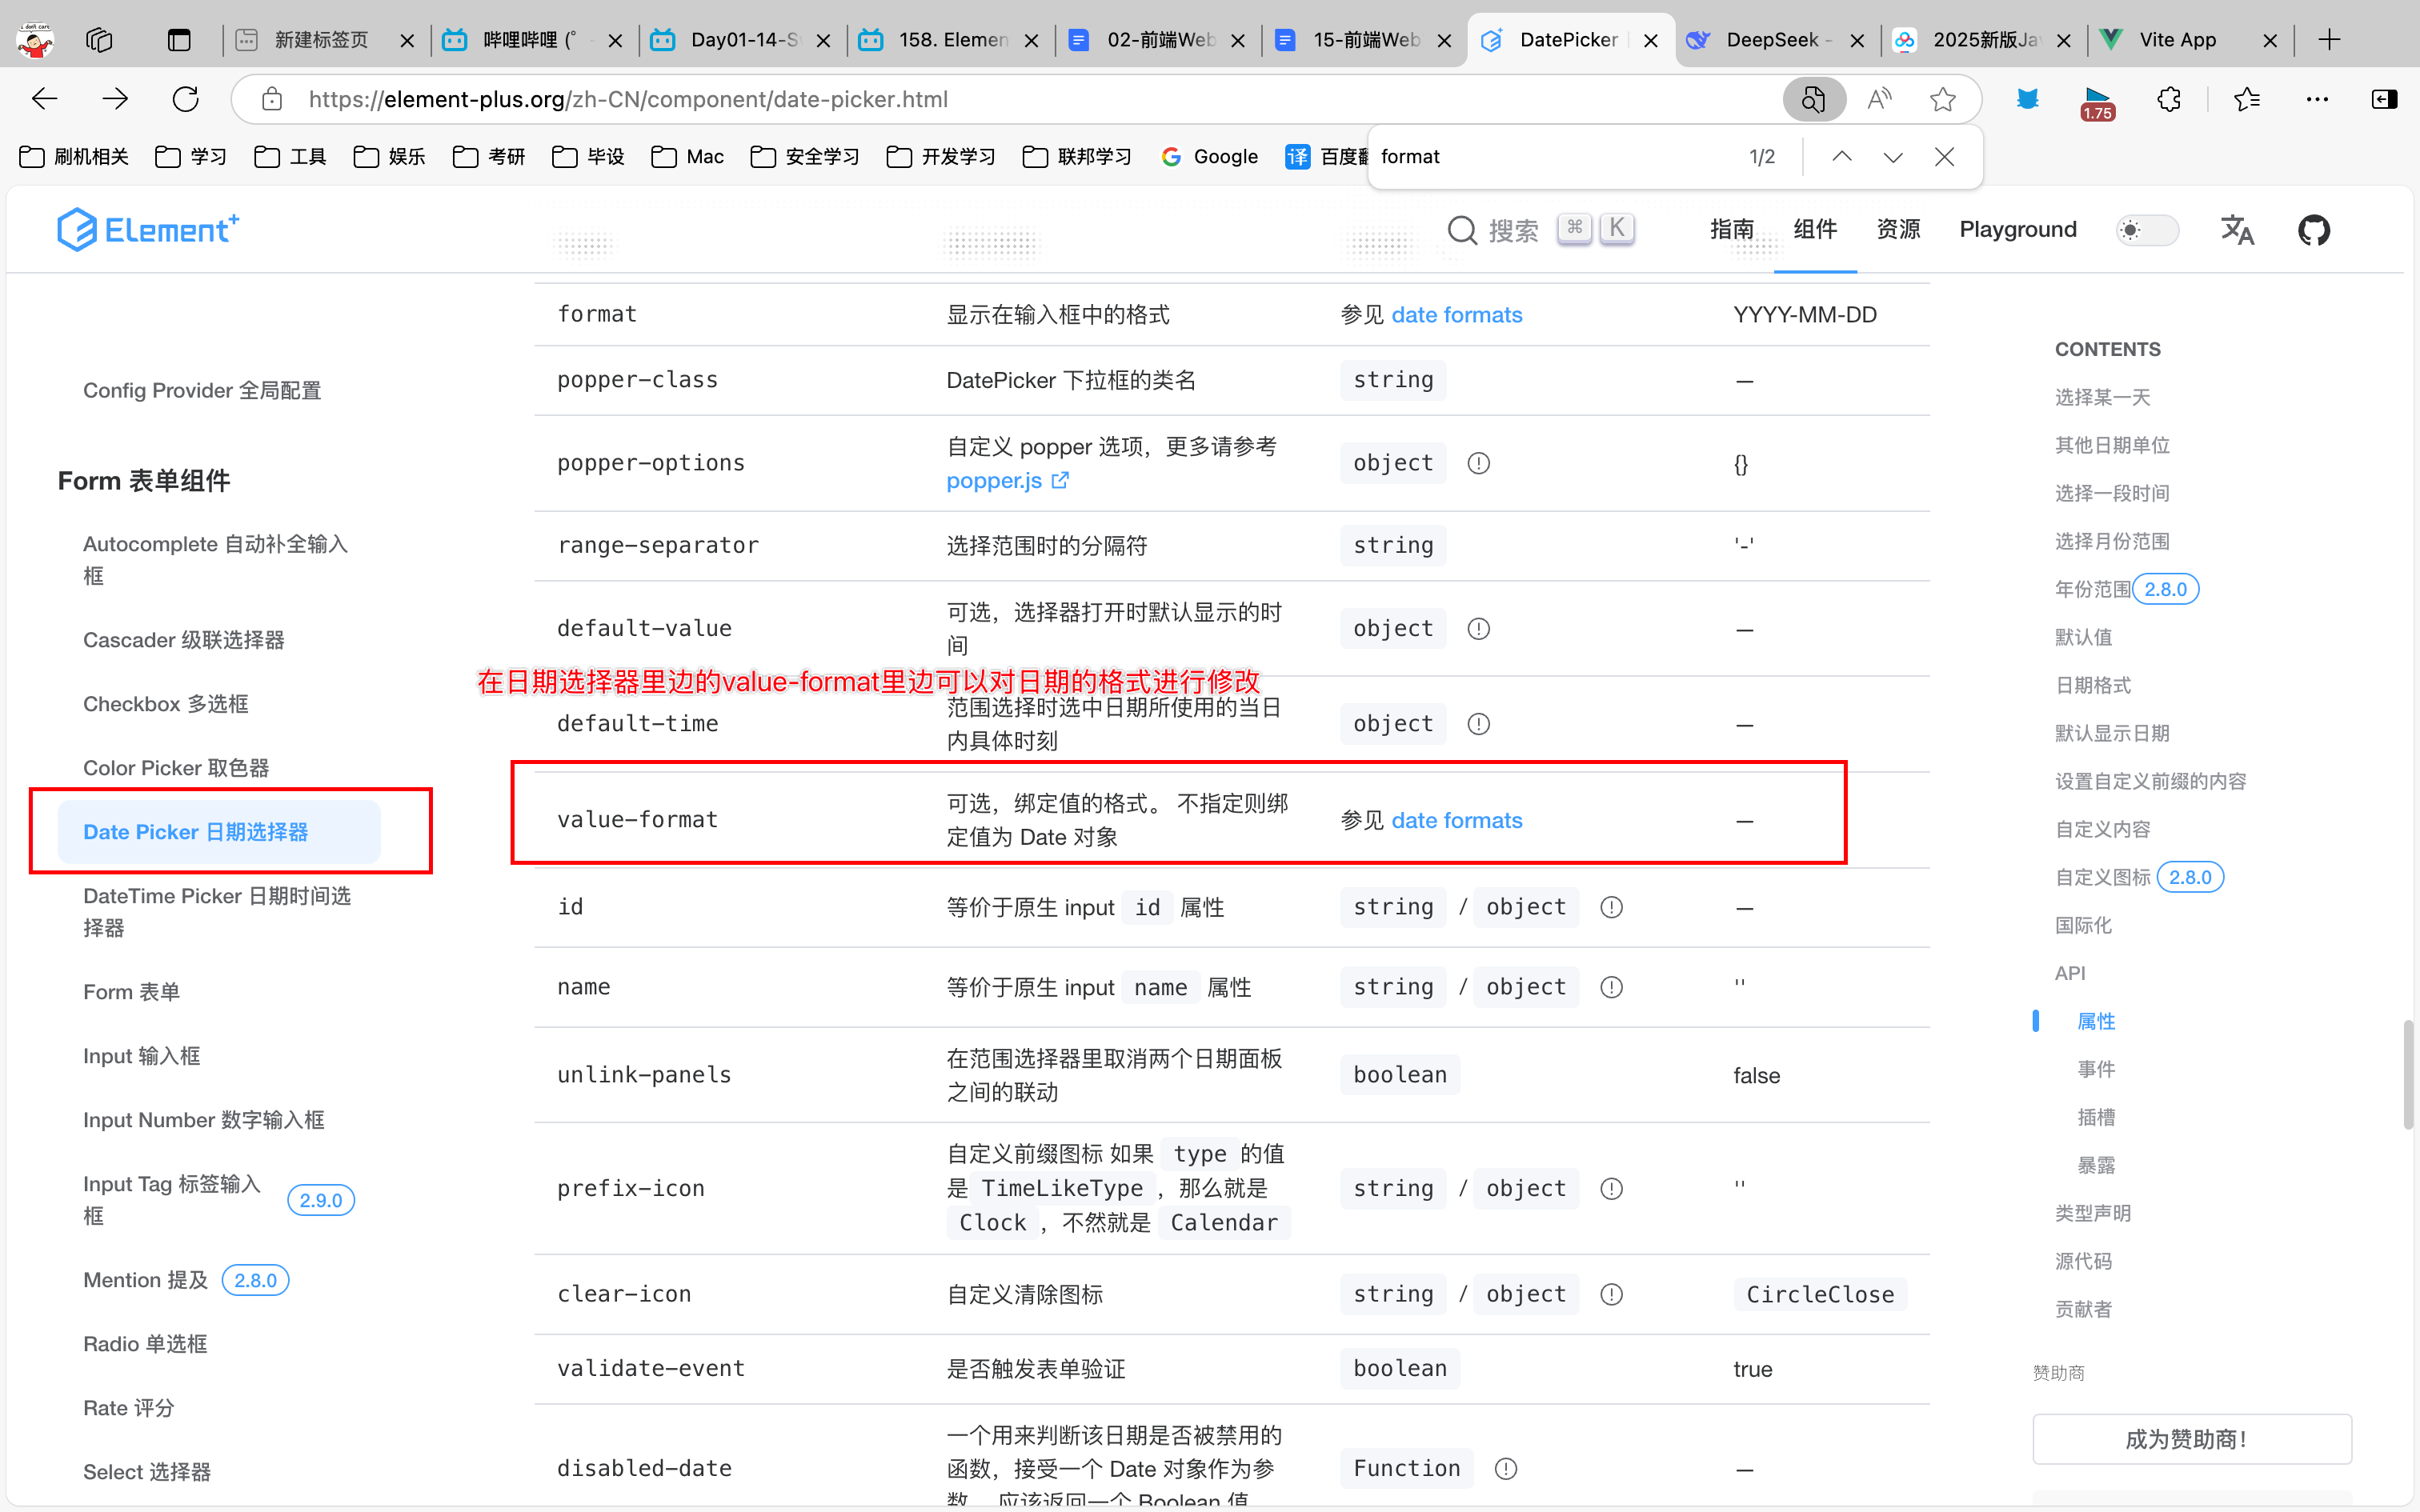 新建标签页
哔哩哔哩 (゜
Day01-14-S
158. Elemen
02-前端Web
15-前端Web
DatePicker
DeepSeek -
2025新版Ja
Vite App
https://element-plus.org/zh-CN/component/date-picker.html
1.75
刷机相关
学习
工具
娱乐
考研
毕设
Mac
安全学习
开发学习
联邦学习
Google
译 百度翻
format
1/2
Element+
搜索 ⌘ K
指南
组件
资源
Playground
Config Provider 全局配置
Form 表单组件
Autocomplete 自动补全输入
框
Cascader 级联选择器
Checkbox 多选框
Color Picker 取色器
Date Picker 日期选择器
DateTime Picker 日期时间选
择器
Form 表单
Input 输入框
Input Number 数字输入框
Input Tag 标签输入
框
2.9.0
Mention 提及 2.8.0
Radio 单选框
Rate 评分
Select 选择器
format 显示在输入框中的格式 参见 date formats YYYY-MM-DD
popper-class DatePicker 下拉框的类名 string —
popper-options 自定义 popper 选项，更多请参考
popper.js
object {}
range-separator 选择范围时的分隔符 string '-'
default-value 可选，选择器打开时默认显示的时
间
object —
在日期选择器里边的value-format里边可以对日期的格式进行修改
default-time 范围选择时选中日期所使用的当日
内具体时刻
object —
value-format 可选，绑定值的格式。 不指定则绑
定值为 Date 对象
参见 date formats —
id 等价于原生 input id 属性 string / object —
name 等价于原生 input name 属性 string / object ''
unlink-panels 在范围选择器里取消两个日期面板
之间的联动
boolean false
prefix-icon 自定义前缀图标 如果 type 的值
是 TimeLikeType ，那么就是
Clock ，不然就是 Calendar
string / object ''
clear-icon 自定义清除图标 string / object CircleClose
validate-event 是否触发表单验证 boolean true
disabled-date 一个用来判断该日期是否被禁用的
函数，接受一个 Date 对象作为参
数。 应该返回一个 Boolean 值
Function —
CONTENTS
选择某一天
其他日期单位
选择一段时间
选择月份范围
年份范围 2.8.0
默认值
日期格式
默认显示日期
设置自定义前缀的内容
自定义内容
自定义图标 2.8.0
国际化
API
属性
事件
插槽
暴露
类型声明
源代码
贡献者
赞助商
成为赞助商！